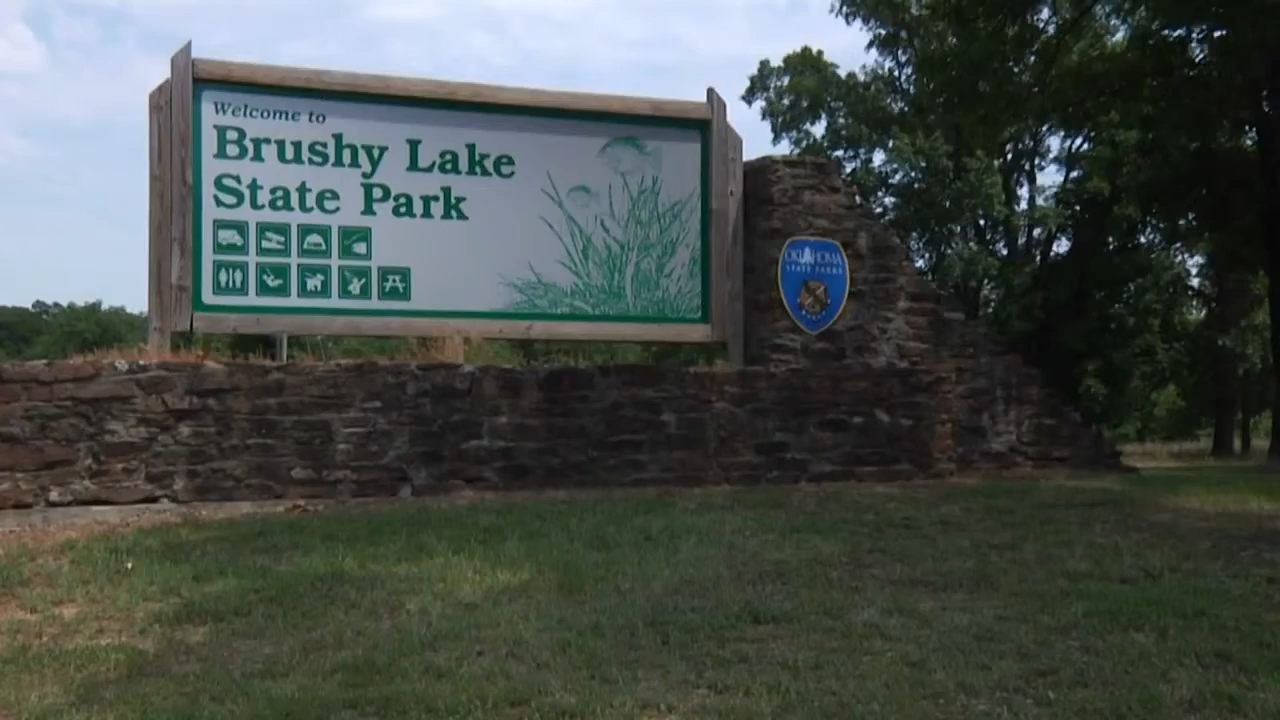 Welcome to
Brushy Lake
State Park
OKLAHOMA
STATE PARKS